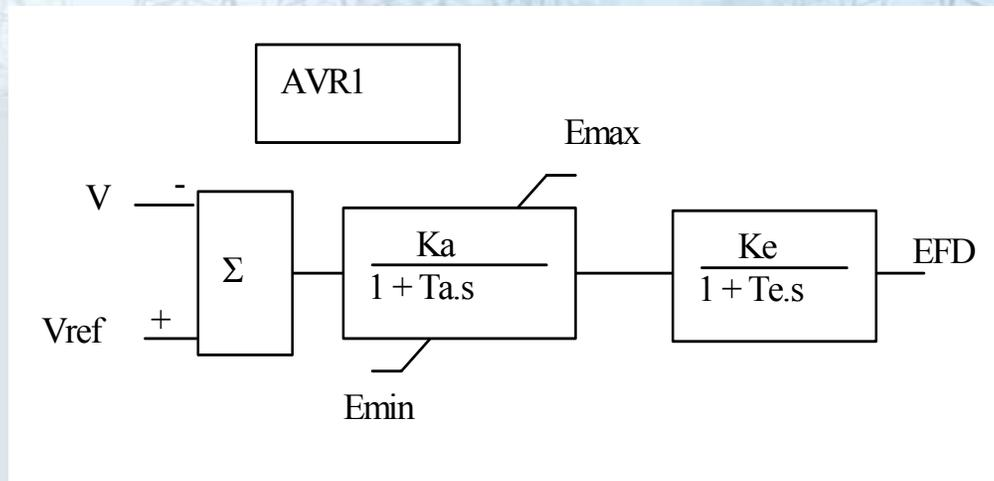 AVR1
Emax
V -
Σ
Ka
1 + Ta.s
Ke
1 + Te.s
EFD
Vref +
Emin